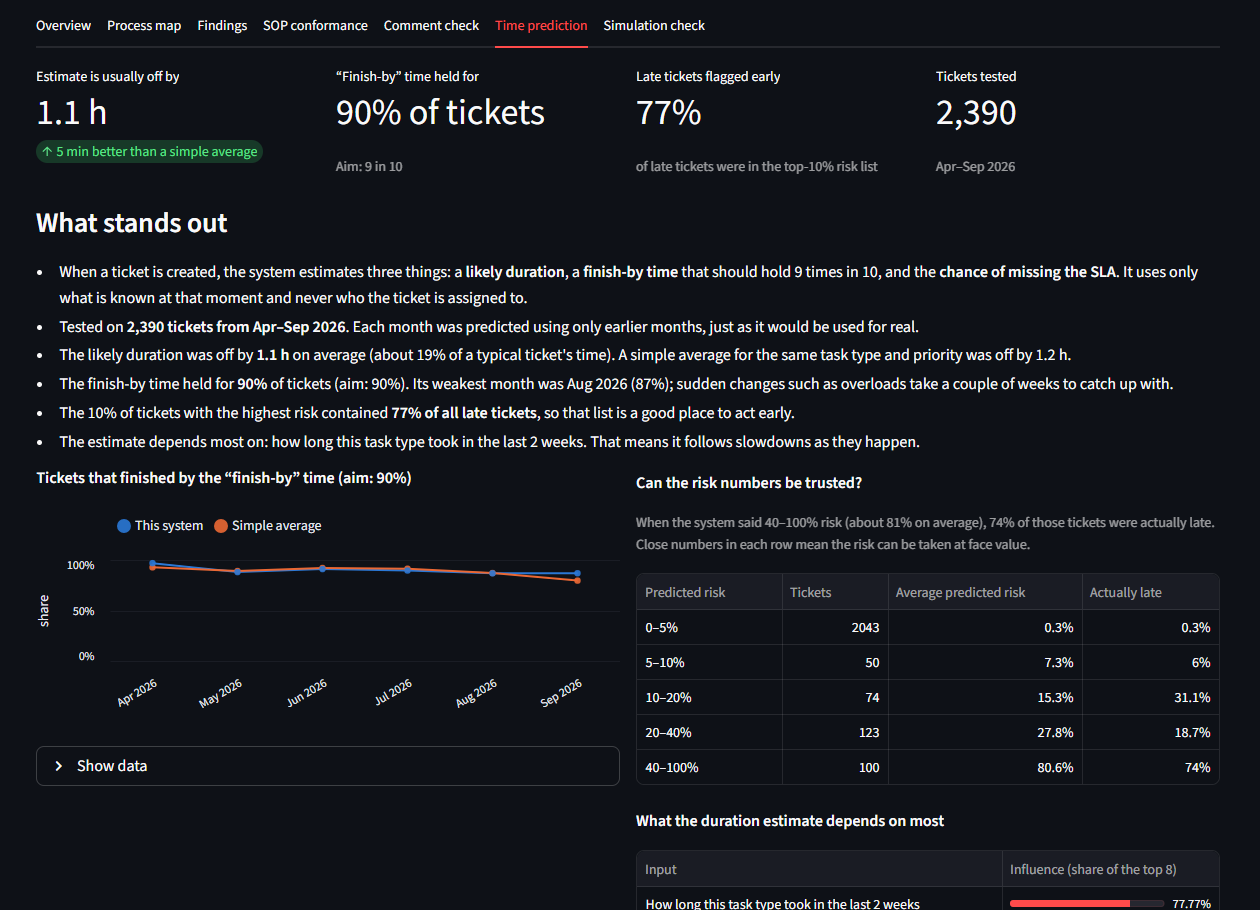 Overview Process map Findings SOP conformance Comment check Time prediction Simulation check
Estimate is usually off by
1.1 h
↑ 5 min better than a simple average
“Finish-by” time held for
90% of tickets
Aim: 9 in 10
Late tickets flagged early
77%
of late tickets were in the top-10% risk list
Tickets tested
2,390
Apr–Sep 2026
What stands out
• When a ticket is created, the system estimates three things: a likely duration, a finish-by time that should hold 9 times in 10, and the chance of missing the SLA. It uses only
what is known at that moment and never who the ticket is assigned to.
• Tested on 2,390 tickets from Apr–Sep 2026. Each month was predicted using only earlier months, just as it would be used for real.
• The likely duration was off by 1.1 h on average (about 19% of a typical ticket's time). A simple average for the same task type and priority was off by 1.2 h.
• The finish-by time held for 90% of tickets (aim: 90%). Its weakest month was Aug 2026 (87%); sudden changes such as overloads take a couple of weeks to catch up with.
• The 10% of tickets with the highest risk contained 77% of all late tickets, so that list is a good place to act early.
• The estimate depends most on: how long this task type took in the last 2 weeks. That means it follows slowdowns as they happen.
Tickets that finished by the “finish-by” time (aim: 90%)
This system Simple average
share
100%
50%
0%
Apr 2026 May 2026 Jun 2026 Jul 2026 Aug 2026 Sep 2026
Show data
Can the risk numbers be trusted?
When the system said 40–100% risk (about 81% on average), 74% of those tickets were actually late.
Close numbers in each row mean the risk can be taken at face value.
Predicted risk Tickets Average predicted risk Actually late
0–5% 2043 0.3% 0.3%
5–10% 50 7.3% 6%
10–20% 74 15.3% 31.1%
20–40% 123 27.8% 18.7%
40–100% 100 80.6% 74%
What the duration estimate depends on most
Input Influence (share of the top 8)
How long this task type took in the last 2 weeks 77.77%